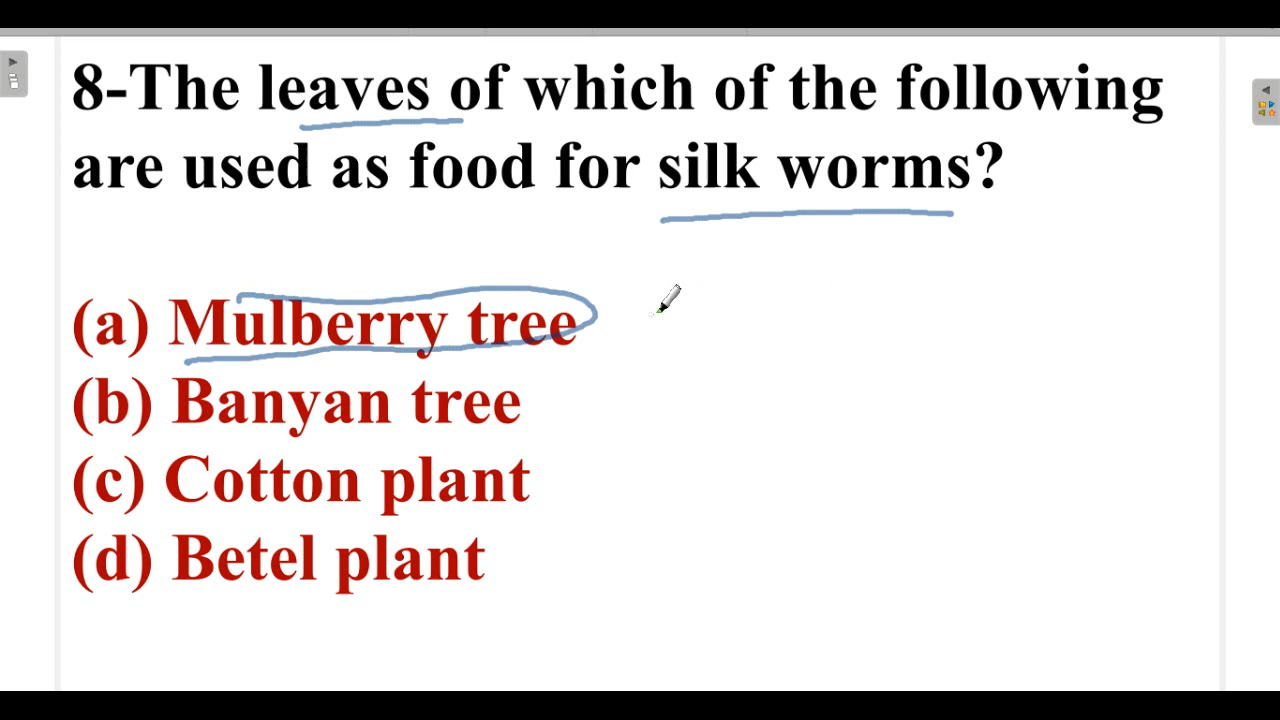 8-The leaves of which of the following
are used as food for silk worms?
(a) Mulberry tree
(b) Banyan tree
(c) Cotton plant
(d) Betel plant